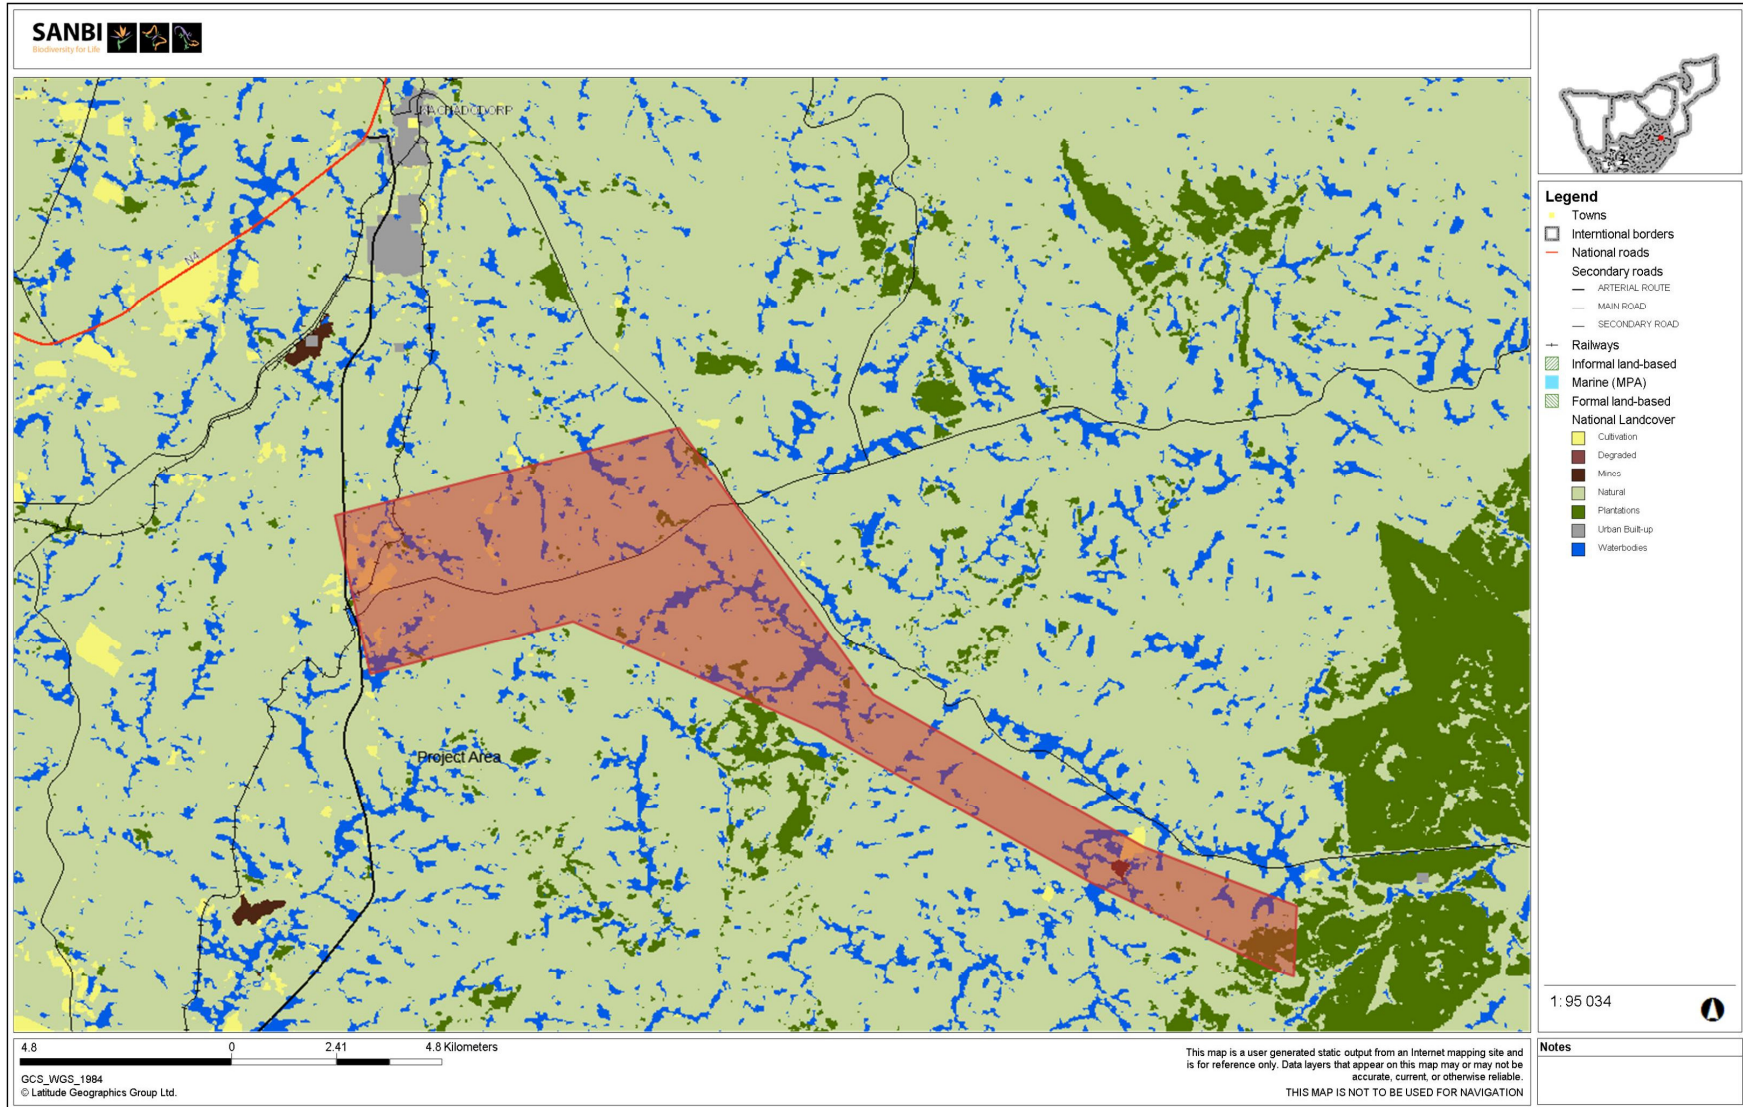 SANBI
Biodiversity for Life
MACHADODORP
N4
Project Area
Legend
Towns
Interntional borders
National roads
Secondary roads
ARTERIAL ROUTE
MAIN ROAD
SECONDARY ROAD
Railways
Informal land-based
Marine (MPA)
Formal land-based
National Landcover
Cultivation
Degraded
Mines
Natural
Plantations
Urban Built-up
Waterbodies
1: 95 034
4.8 0 2.41 4.8 Kilometers
GCS_WGS_1984
© Latitude Geographics Group Ltd.
This map is a user generated static output from an Internet mapping site and
is for reference only. Data layers that appear on this map may or may not be
accurate, current, or otherwise reliable.
THIS MAP IS NOT TO BE USED FOR NAVIGATION
Notes